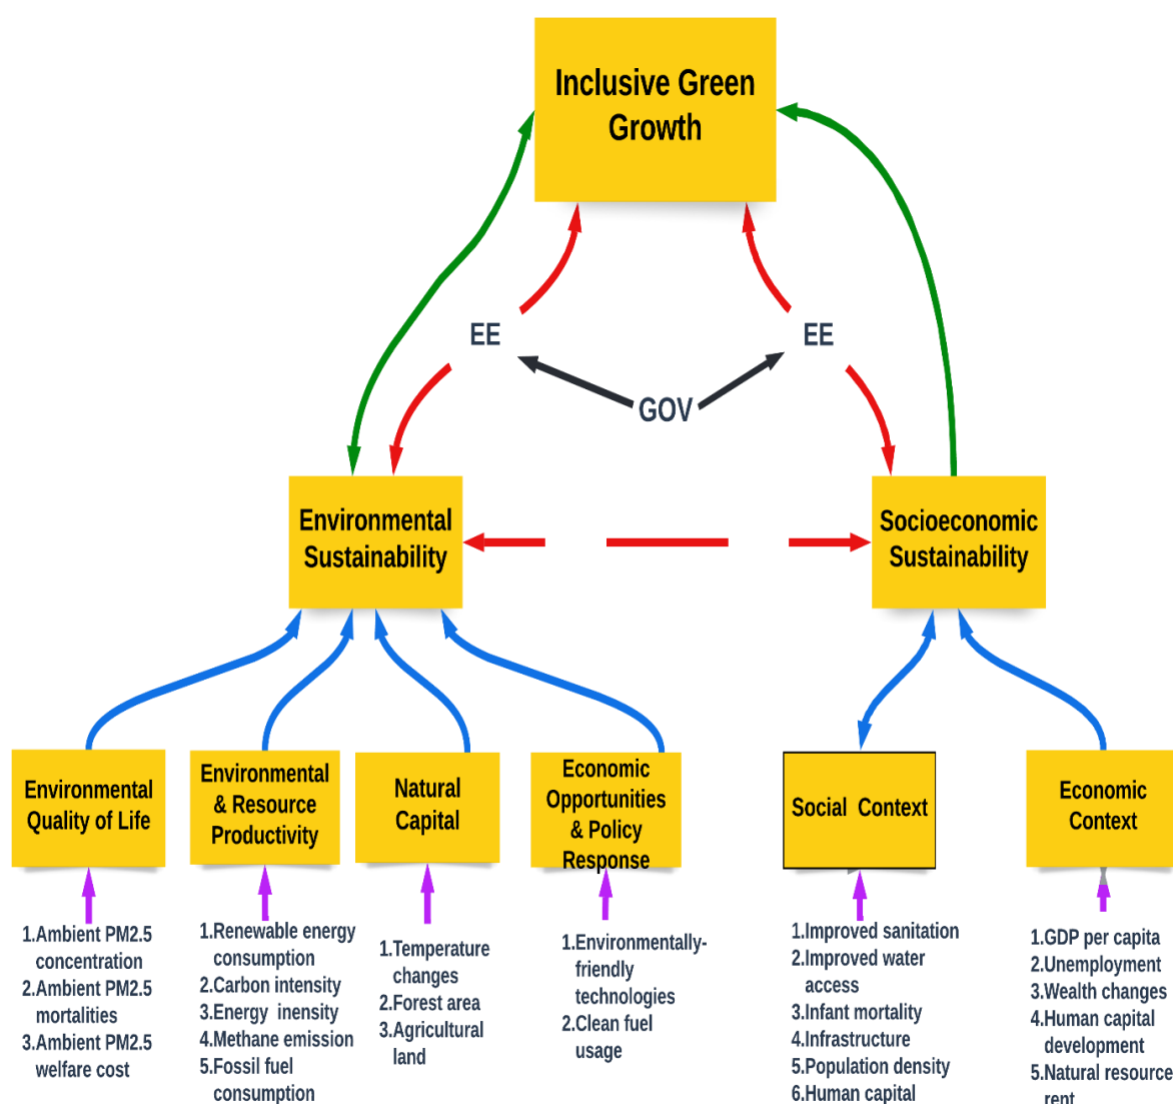 Inclusive Green
Growth
EE
EE
GOV
Environmental
Sustainability
Socioeconomic
Sustainability
Environmental
Quality of Life
Environmental
& Resource
Productivity
Natural
Capital
Economic
Opportunities
& Policy
Response
Social Context
Economic
Context
1.Ambient PM2.5
concentration
2.Ambient PM2.5
mortalities
3.Ambient PM2.5
welfare cost
1.Renewable energy
consumption
2.Carbon intensity
3.Energy inensity
4.Methane emission
5.Fossil fuel
consumption
1.Temperature
changes
2.Forest area
3.Agricultural
land
1.Environmentally-
friendly
technologies
2.Clean fuel
usage
1.Improved sanitation
2.Improved water
access
3.Infant mortality
4.Infrastructure
5.Population density
6.Human capital
1.GDP per capita
2.Unemployment
3.Wealth changes
4.Human capital
development
5.Natural resource
rent